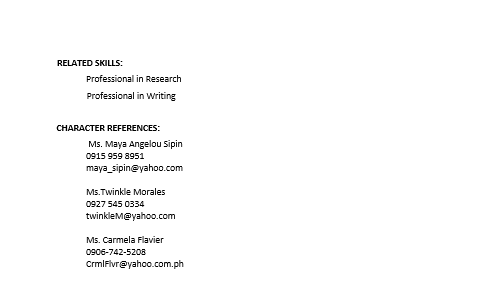 RELATED SKILLS:
Professional in Research
Professional in Writing
CHARACTER REFERENCES:
Ms. Maya Angelou Sipin
0915 959 8951
maya_sipin@yahoo.com
Ms.Twinkle Morales
0927 545 0334
twinkleM@yahoo.com
Ms. Carmela Flavier
0906-742-5208
CrmlFlvr@yahoo.com.ph